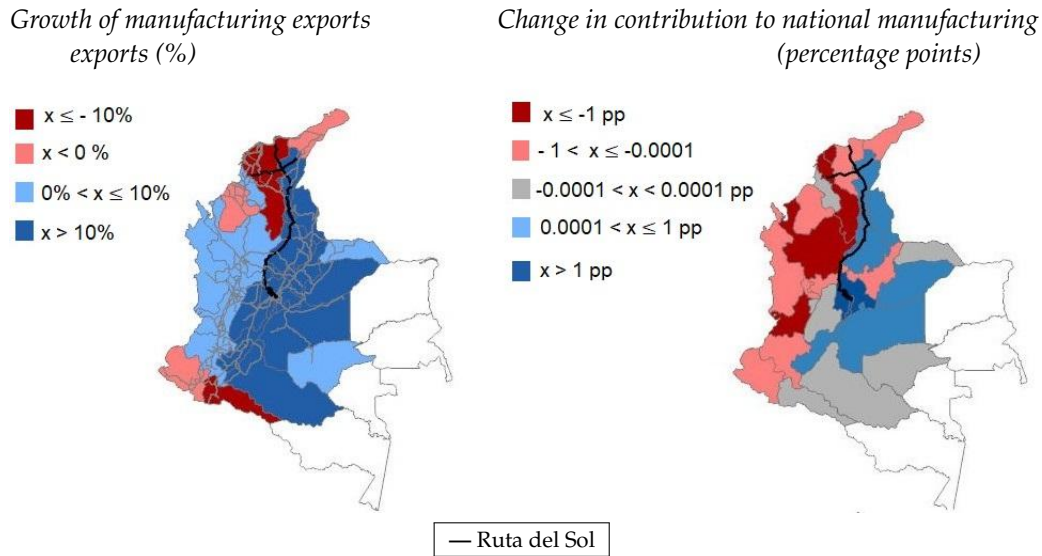 Growth of manufacturing exports
exports (%)
x ≤ - 10%
x < 0 %
0% < x ≤ 10%
x > 10%
Change in contribution to national manufacturing
(percentage points)
x ≤ -1 pp
- 1 < x ≤ -0.0001
-0.0001 < x < 0.0001 pp
0.0001 < x ≤ 1 pp
x > 1 pp
Ruta del Sol